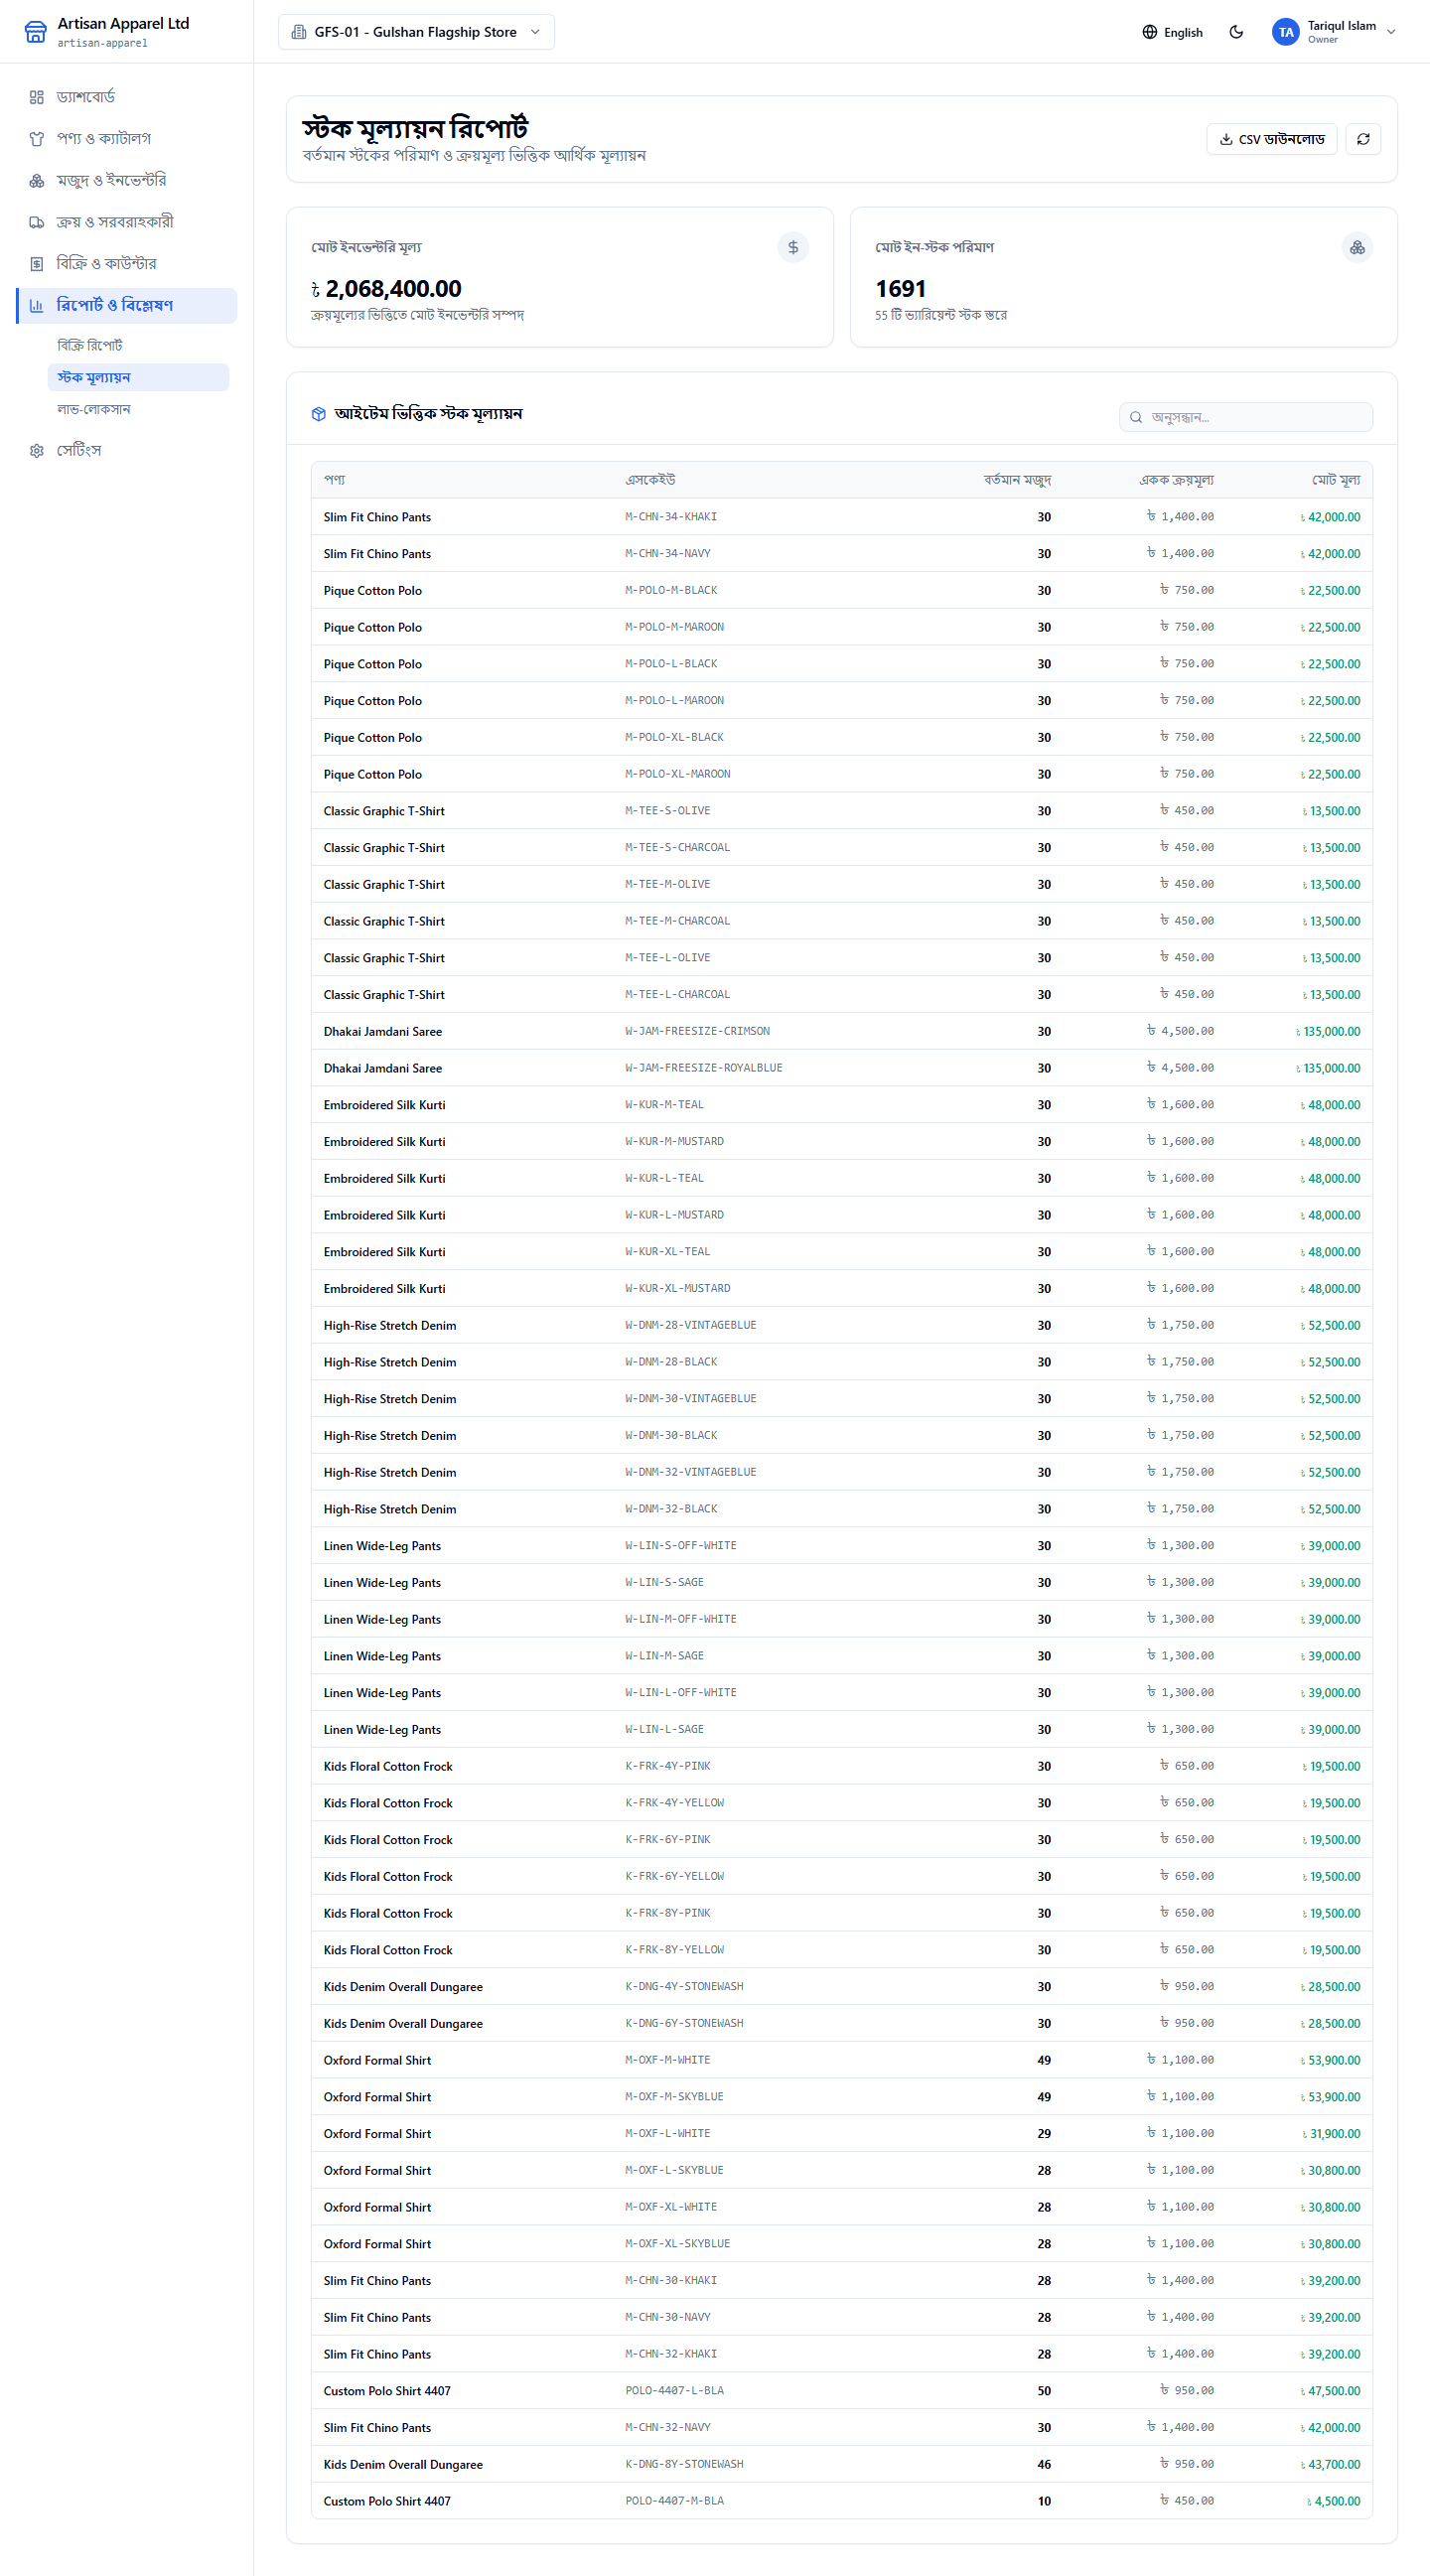 Artisan Apparel Ltd
artisan-apparel
GFS-01 - Gulshan Flagship Store
English
TA
Tariqul Islam
Owner
ড্যাশবোর্ড
পণ্য ও ক্যাটালগ
মজুদ ও ইনভেন্টরি
ক্রয় ও সরবরাহকারী
বিক্রি ও কাউন্টার
রিপোর্ট ও বিশ্লেষণ
বিক্রি রিপোর্ট
স্টক মূল্যায়ন
লাভ-লোকসান
সেটিংস
স্টক মূল্যায়ন রিপোর্ট
বর্তমান স্টকের পরিমাণ ও ক্রয়মূল্য ভিত্তিক আর্থিক মূল্যায়ন
CSV ডাউনলোড
মোট ইনভেন্টরি মূল্য
৳ 2,068,400.00
ক্রয়মূল্যের ভিত্তিতে মোট ইনভেন্টরি সম্পদ
মোট ইন-স্টক পরিমাণ
1691
55 টি ভ্যারিয়েন্ট স্টক স্তরে
আইটেম ভিত্তিক স্টক মূল্যায়ন
অনুসন্ধান...
পণ্য এসকেইউ বর্তমান মজুদ একক ক্রয়মূল্য মোট মূল্য
Slim Fit Chino Pants M-CHN-34-KHAKI 30 ৳ 1,400.00 ৳ 42,000.00
Slim Fit Chino Pants M-CHN-34-NAVY 30 ৳ 1,400.00 ৳ 42,000.00
Pique Cotton Polo M-POLO-M-BLACK 30 ৳ 750.00 ৳ 22,500.00
Pique Cotton Polo M-POLO-M-MAROON 30 ৳ 750.00 ৳ 22,500.00
Pique Cotton Polo M-POLO-L-BLACK 30 ৳ 750.00 ৳ 22,500.00
Pique Cotton Polo M-POLO-L-MAROON 30 ৳ 750.00 ৳ 22,500.00
Pique Cotton Polo M-POLO-XL-BLACK 30 ৳ 750.00 ৳ 22,500.00
Pique Cotton Polo M-POLO-XL-MAROON 30 ৳ 750.00 ৳ 22,500.00
Classic Graphic T-Shirt M-TEE-S-OLIVE 30 ৳ 450.00 ৳ 13,500.00
Classic Graphic T-Shirt M-TEE-S-CHARCOAL 30 ৳ 450.00 ৳ 13,500.00
Classic Graphic T-Shirt M-TEE-M-OLIVE 30 ৳ 450.00 ৳ 13,500.00
Classic Graphic T-Shirt M-TEE-M-CHARCOAL 30 ৳ 450.00 ৳ 13,500.00
Classic Graphic T-Shirt M-TEE-L-OLIVE 30 ৳ 450.00 ৳ 13,500.00
Classic Graphic T-Shirt M-TEE-L-CHARCOAL 30 ৳ 450.00 ৳ 13,500.00
Dhakai Jamdani Saree W-JAM-FREESIZE-CRIMSON 30 ৳ 4,500.00 ৳ 135,000.00
Dhakai Jamdani Saree W-JAM-FREESIZE-ROYALBLUE 30 ৳ 4,500.00 ৳ 135,000.00
Embroidered Silk Kurti W-KUR-M-TEAL 30 ৳ 1,600.00 ৳ 48,000.00
Embroidered Silk Kurti W-KUR-M-MUSTARD 30 ৳ 1,600.00 ৳ 48,000.00
Embroidered Silk Kurti W-KUR-L-TEAL 30 ৳ 1,600.00 ৳ 48,000.00
Embroidered Silk Kurti W-KUR-L-MUSTARD 30 ৳ 1,600.00 ৳ 48,000.00
Embroidered Silk Kurti W-KUR-XL-TEAL 30 ৳ 1,600.00 ৳ 48,000.00
Embroidered Silk Kurti W-KUR-XL-MUSTARD 30 ৳ 1,600.00 ৳ 48,000.00
High-Rise Stretch Denim W-DNM-28-VINTAGEBLUE 30 ৳ 1,750.00 ৳ 52,500.00
High-Rise Stretch Denim W-DNM-28-BLACK 30 ৳ 1,750.00 ৳ 52,500.00
High-Rise Stretch Denim W-DNM-30-VINTAGEBLUE 30 ৳ 1,750.00 ৳ 52,500.00
High-Rise Stretch Denim W-DNM-30-BLACK 30 ৳ 1,750.00 ৳ 52,500.00
High-Rise Stretch Denim W-DNM-32-VINTAGEBLUE 30 ৳ 1,750.00 ৳ 52,500.00
High-Rise Stretch Denim W-DNM-32-BLACK 30 ৳ 1,750.00 ৳ 52,500.00
Linen Wide-Leg Pants W-LIN-S-OFF-WHITE 30 ৳ 1,300.00 ৳ 39,000.00
Linen Wide-Leg Pants W-LIN-S-SAGE 30 ৳ 1,300.00 ৳ 39,000.00
Linen Wide-Leg Pants W-LIN-M-OFF-WHITE 30 ৳ 1,300.00 ৳ 39,000.00
Linen Wide-Leg Pants W-LIN-M-SAGE 30 ৳ 1,300.00 ৳ 39,000.00
Linen Wide-Leg Pants W-LIN-L-OFF-WHITE 30 ৳ 1,300.00 ৳ 39,000.00
Linen Wide-Leg Pants W-LIN-L-SAGE 30 ৳ 1,300.00 ৳ 39,000.00
Kids Floral Cotton Frock K-FRK-4Y-PINK 30 ৳ 650.00 ৳ 19,500.00
Kids Floral Cotton Frock K-FRK-4Y-YELLOW 30 ৳ 650.00 ৳ 19,500.00
Kids Floral Cotton Frock K-FRK-6Y-PINK 30 ৳ 650.00 ৳ 19,500.00
Kids Floral Cotton Frock K-FRK-6Y-YELLOW 30 ৳ 650.00 ৳ 19,500.00
Kids Floral Cotton Frock K-FRK-8Y-PINK 30 ৳ 650.00 ৳ 19,500.00
Kids Floral Cotton Frock K-FRK-8Y-YELLOW 30 ৳ 650.00 ৳ 19,500.00
Kids Denim Overall Dungaree K-DNG-4Y-STONEWASH 30 ৳ 950.00 ৳ 28,500.00
Kids Denim Overall Dungaree K-DNG-6Y-STONEWASH 30 ৳ 950.00 ৳ 28,500.00
Oxford Formal Shirt M-OXF-M-WHITE 49 ৳ 1,100.00 ৳ 53,900.00
Oxford Formal Shirt M-OXF-M-SKYBLUE 49 ৳ 1,100.00 ৳ 53,900.00
Oxford Formal Shirt M-OXF-L-WHITE 29 ৳ 1,100.00 ৳ 31,900.00
Oxford Formal Shirt M-OXF-L-SKYBLUE 28 ৳ 1,100.00 ৳ 30,800.00
Oxford Formal Shirt M-OXF-XL-WHITE 28 ৳ 1,100.00 ৳ 30,800.00
Oxford Formal Shirt M-OXF-XL-SKYBLUE 28 ৳ 1,100.00 ৳ 30,800.00
Slim Fit Chino Pants M-CHN-30-KHAKI 28 ৳ 1,400.00 ৳ 39,200.00
Slim Fit Chino Pants M-CHN-30-NAVY 28 ৳ 1,400.00 ৳ 39,200.00
Slim Fit Chino Pants M-CHN-32-KHAKI 28 ৳ 1,400.00 ৳ 39,200.00
Custom Polo Shirt 4407 POLO-4407-L-BLA 50 ৳ 950.00 ৳ 47,500.00
Slim Fit Chino Pants M-CHN-32-NAVY 30 ৳ 1,400.00 ৳ 42,000.00
Kids Denim Overall Dungaree K-DNG-8Y-STONEWASH 46 ৳ 950.00 ৳ 43,700.00
Custom Polo Shirt 4407 POLO-4407-M-BLA 10 ৳ 450.00 ৳ 4,500.00